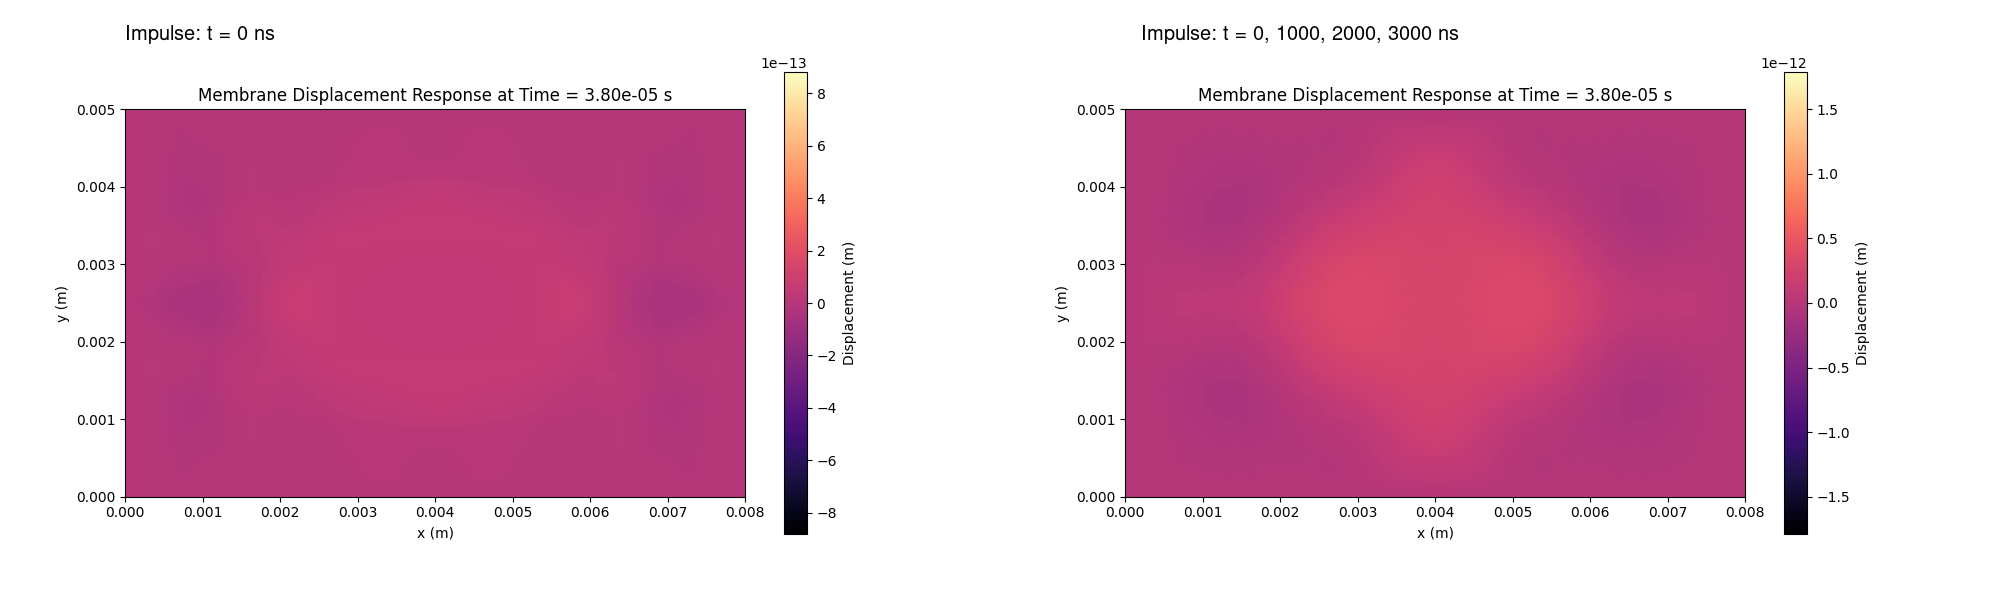 Impulse: t = 0 ns
1e−13
Membrane Displacement Response at Time = 3.80e-05 s
0.005
0.004
0.003
0.002
0.001
0.000
y (m)
0.000 0.001 0.002 0.003 0.004 0.005 0.006 0.007 0.008
x (m)
8
6
4
2
0
−2
−4
−6
−8
Displacement (m)
Impulse: t = 0, 1000, 2000, 3000 ns
1e−12
Membrane Displacement Response at Time = 3.80e-05 s
0.005
0.004
0.003
0.002
0.001
0.000
y (m)
0.000 0.001 0.002 0.003 0.004 0.005 0.006 0.007 0.008
x (m)
1.5
1.0
0.5
0.0
−0.5
−1.0
−1.5
Displacement (m)